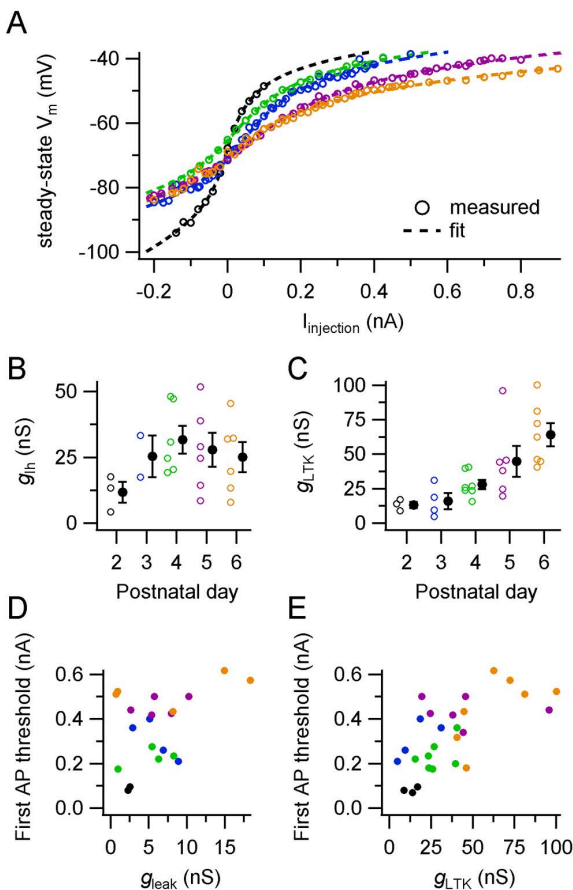 A
steady-state Vm (mV)
-40
-60
-80
-100
measured
fit
-0.2 0 0.2 0.4 0.6 0.8
Iinjection (nA)
B
gIh (nS)
50
25
0
2 3 4 5 6
Postnatal day
C
gLTK (nS)
100
75
50
25
0
2 3 4 5 6
Postnatal day
D
First AP threshold (nA)
0.6
0.4
0.2
0.0
0 5 10 15
gleak (nS)
E
First AP threshold (nA)
0.6
0.4
0.2
0.0
0 25 50 75 100
gLTK (nS)